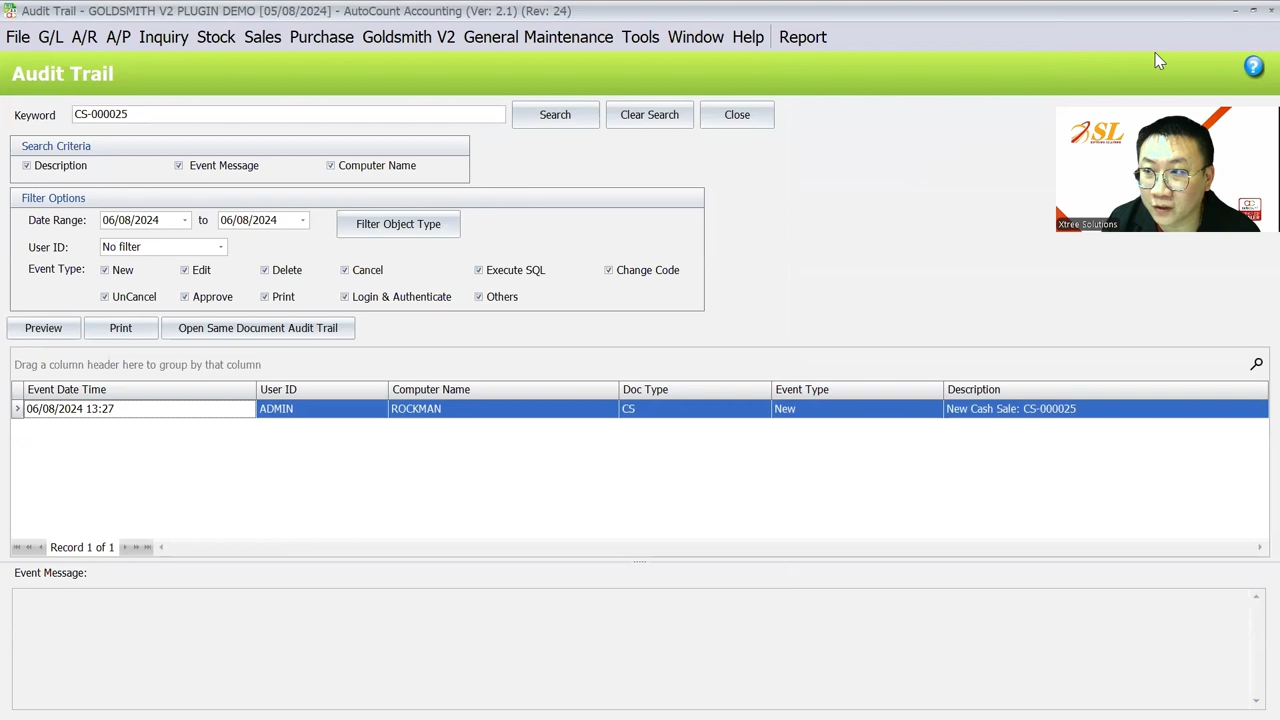 Audit Trail - GOLDSMITH V2 PLUGIN DEMO [05/08/2024] - AutoCount Accounting (Ver: 2.1) (Rev: 24)
File G/L A/R A/P Inquiry Stock Sales Purchase Goldsmith V2 General Maintenance Tools Window Help Report
Audit Trail
Keyword CS-000025 Search Clear Search Close
Search Criteria
Description Event Message Computer Name
Filter Options
Date Range: 06/08/2024 to 06/08/2024 Filter Object Type
User ID: No filter
Event Type: New Edit Delete Cancel Execute SQL Change Code
UnCancel Approve Print Login & Authenticate Others
SL
Xtree Solutions
Preview Print Open Same Document Audit Trail
Drag a column header here to group by that column
Event Date Time User ID Computer Name Doc Type Event Type Description
06/08/2024 13:27 ADMIN ROCKMAN CS New New Cash Sale: CS-000025
Record 1 of 1
Event Message: